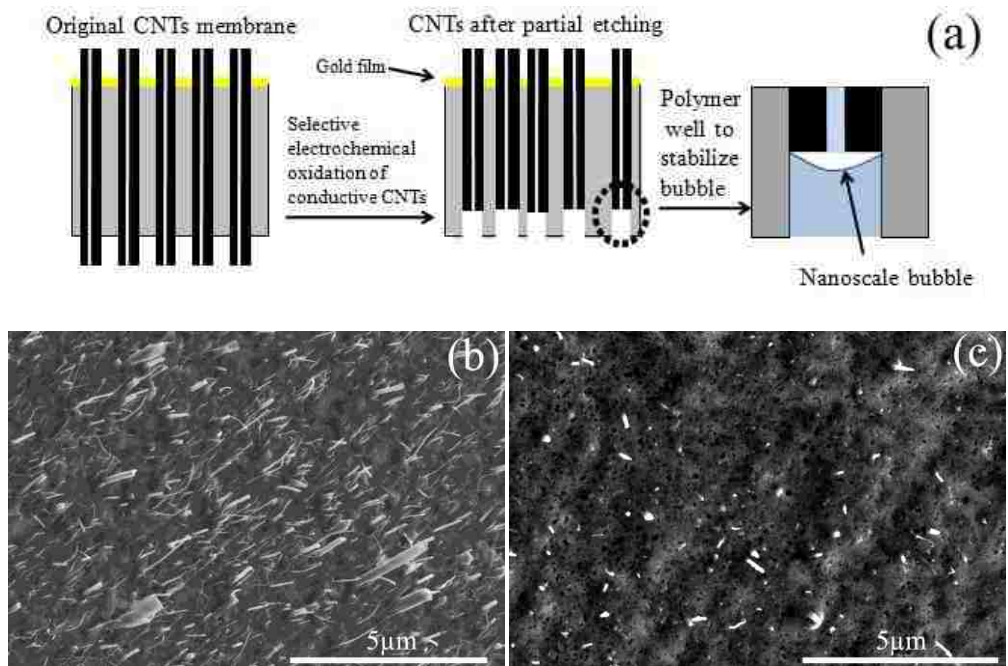 Original CNTs membrane
CNTs after partial etching
(a)
Gold film
Selective
electrochemical
oxidation of
conductive CNTs
Polymer
well to
stabilize
bubble
Nanoscale bubble
(b)
5μm
(c)
5μm